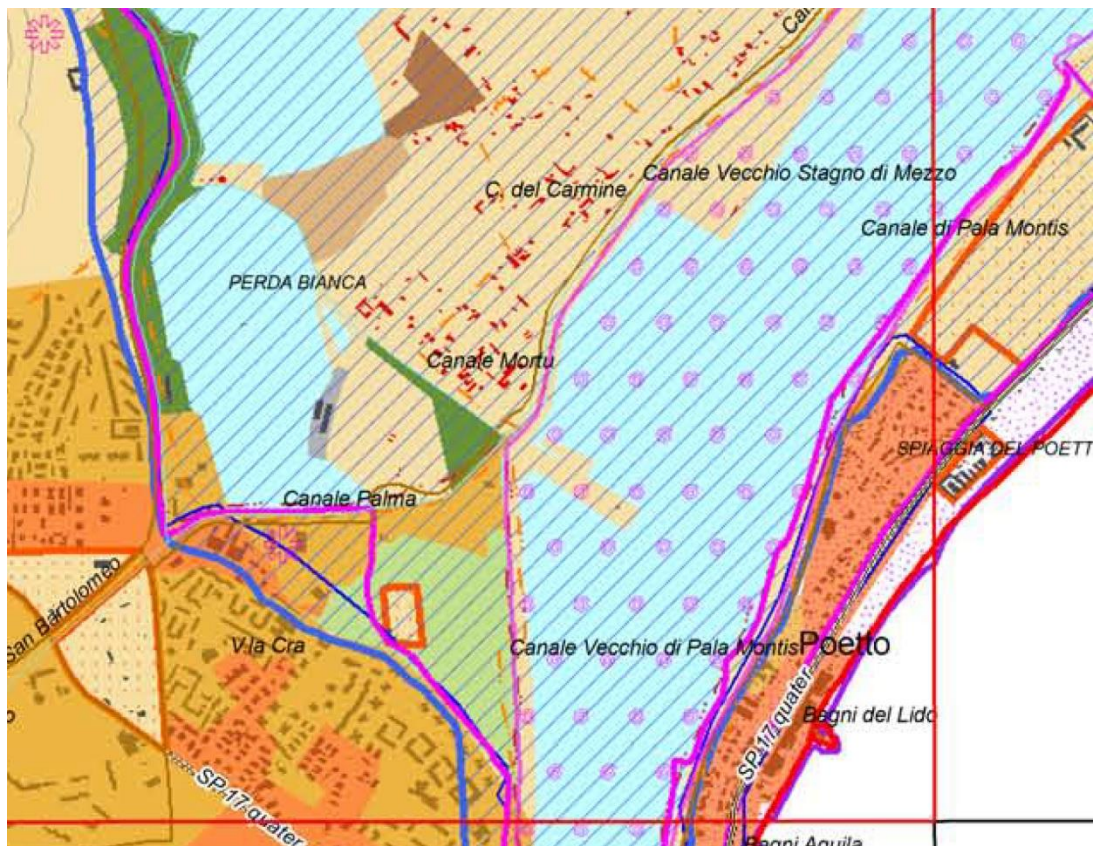 Canale Vecchio Stagno di Mezzo
C. del Carmine
Canale di Pala Montis
PERDA BIANCA
Canale Mortu
SPIAGGIA DEL POETT
Canale Palma
San Bartolomeo
V.la Cra
Canale Vecchio di Pala Montis
Poetto
Bagni del Lido
SP 17 quater
SP 17 quater
Bagni Aquila